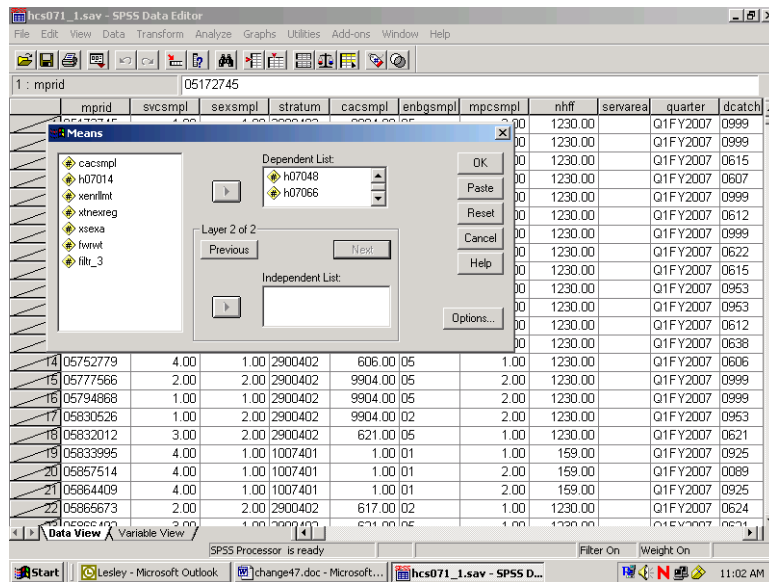 hcs071_1.sav - SPSS Data Editor
File Edit View Data Transform Analyze Graphs Utilities Add-ons Window Help
1 : mprid 05172745
mprid svcsmpl sexsmpl stratum cacsmpl enbgsmpl mpcsmpl nhff servarea quarter dcatch
1230.00 Q1FY2007 0999
Means
1230.00 Q1FY2007 0999
cacsmpl
h07014
xenrllmt
xtnexreg
xsexa
fwrwt
filtr_3
Dependent List:
h07048
h07066
Layer 2 of 2
Previous Next
Independent List:
OK
Paste
Reset
Cancel
Help
Options...
1230.00 Q1FY2007 0615
1230.00 Q1FY2007 0607
1230.00 Q1FY2007 0999
1230.00 Q1FY2007 0612
1230.00 Q1FY2007 0999
1230.00 Q1FY2007 0622
1230.00 Q1FY2007 0615
1230.00 Q1FY2007 0953
1230.00 Q1FY2007 0953
1230.00 Q1FY2007 0612
1230.00 Q1FY2007 0638
14 05752779 4.00 1.00 2900402 606.00 05 1.00 1230.00 Q1FY2007 0606
15 05777566 2.00 2.00 2900402 9904.00 05 2.00 1230.00 Q1FY2007 0999
16 05794868 1.00 1.00 2900402 9904.00 05 2.00 1230.00 Q1FY2007 0999
17 05830526 1.00 2.00 2900402 9904.00 02 2.00 1230.00 Q1FY2007 0953
18 05832012 3.00 2.00 2900402 621.00 05 1.00 1230.00 Q1FY2007 0621
19 05833995 4.00 1.00 1007401 1.00 01 1.00 159.00 Q1FY2007 0925
20 05857514 4.00 1.00 1007401 1.00 01 2.00 159.00 Q1FY2007 0089
21 05864409 4.00 1.00 1007401 1.00 01 2.00 159.00 Q1FY2007 0925
22 05865673 2.00 2.00 2900402 617.00 02 1.00 1230.00 Q1FY2007 0624
Data View Variable View
SPSS Processor is ready Filter On Weight On
Start Lesley - Microsoft Outlook change47.doc - Microsoft... hcs071_1.sav - SPSS D... 11:02 AM